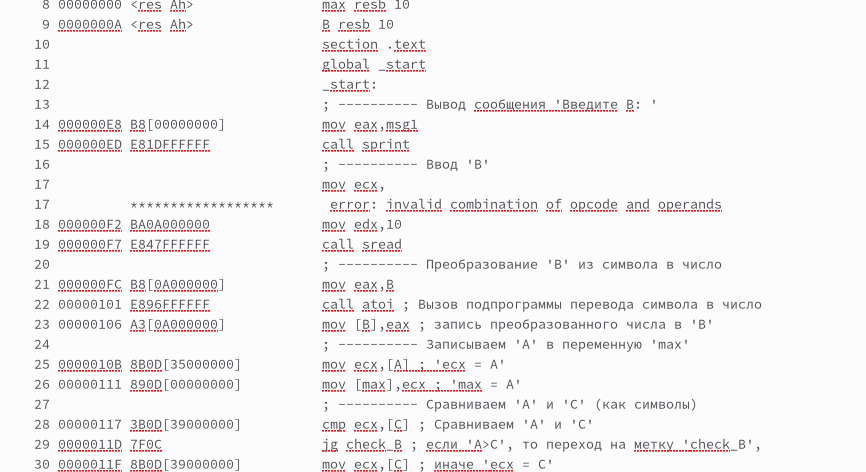 8 00000000 <res Ah> max resb 10
9 0000000A <res Ah> B resb 10
10 section .text
11 global _start
12 _start:
13 ; ---------- Вывод сообщения 'Введите B: '
14 000000E8 B8[00000000] mov eax,msg1
15 000000ED E81DFFFFFF call sprint
16 ; ---------- Ввод 'B'
17 mov ecx,
17 ****************** error: invalid combination of opcode and operands
18 000000F2 BA0A000000 mov edx,10
19 000000F7 E847FFFFFF call sread
20 ; ---------- Преобразование 'B' из символа в число
21 000000FC B8[0A000000] mov eax,B
22 00000101 E896FFFFFF call atoi ; Вызов подпрограммы перевода символа в число
23 00000106 A3[0A000000] mov [B],eax ; запись преобразованного числа в 'B'
24 ; ---------- Записываем 'A' в переменную 'max'
25 0000010B 8B0D[35000000] mov ecx,[A] ; 'ecx = A'
26 00000111 890D[00000000] mov [max],ecx ; 'max = A'
27 ; ---------- Сравниваем 'A' и 'С' (как символы)
28 00000117 3B0D[39000000] cmp ecx,[C] ; Сравниваем 'A' и 'С'
29 0000011D 7F0C jg check_B ; если 'A>C', то переход на метку 'check_B',
30 0000011F 8B0D[39000000] mov ecx,[C] ; иначе 'ecx = C'